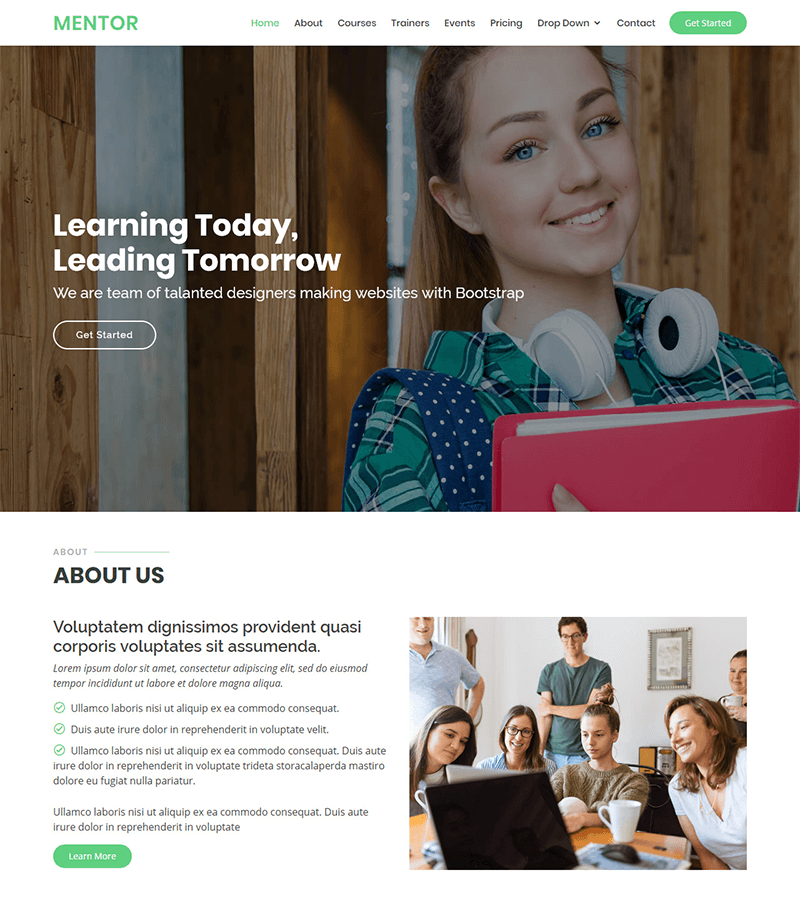 MENTOR
Home About Courses Trainers Events Pricing Drop Down Contact Get Started
Learning Today,
Leading Tomorrow
We are team of talanted designers making websites with Bootstrap
Get Started
ABOUT
ABOUT US
Voluptatem dignissimos provident quasi
corporis voluptates sit assumenda.
Lorem ipsum dolor sit amet, consectetur adipiscing elit, sed do eiusmod
tempor incididunt ut labore et dolore magna aliqua.
Ullamco laboris nisi ut aliquip ex ea commodo consequat.
Duis aute irure dolor in reprehenderit in voluptate velit.
Ullamco laboris nisi ut aliquip ex ea commodo consequat. Duis aute
irure dolor in reprehenderit in voluptate trideta storacalaperda mastiro
dolore eu fugiat nulla pariatur.
Ullamco laboris nisi ut aliquip ex ea commodo consequat. Duis aute
irure dolor in reprehenderit in voluptate
Learn More